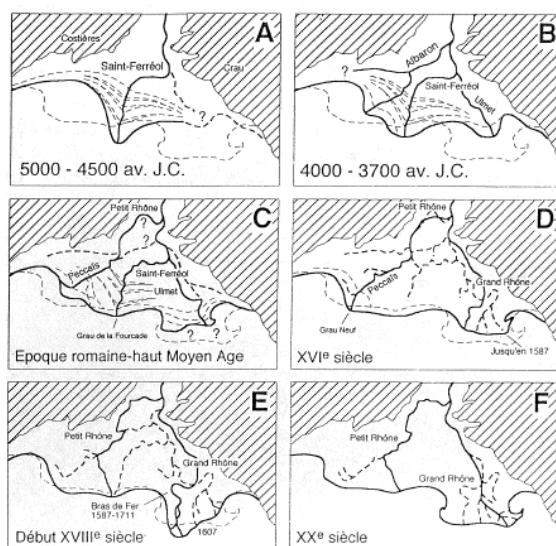 A
Costières
Saint-Ferréol
Crau
?
5000 - 4500 av. J.C.
B
Albaron
?
Saint-Ferréol
Ulmet
4000 - 3700 av. J.C.
C
Petit Rhône
?
?
Peccais
Saint-Ferréol
Ulmet
Grau de la Fourcade
? ?
Epoque romaine-haut Moyen Age
D
Petit Rhône
Peccais
Grand Rhône
Grau Neuf
Jusqu'en 1587
XVIe siècle
E
Petit Rhône
Grand Rhône
Bras de Fer
1587-1711
1607
Début XVIIIe siècle
F
Petit Rhône
Grand Rhône
XXe siècle